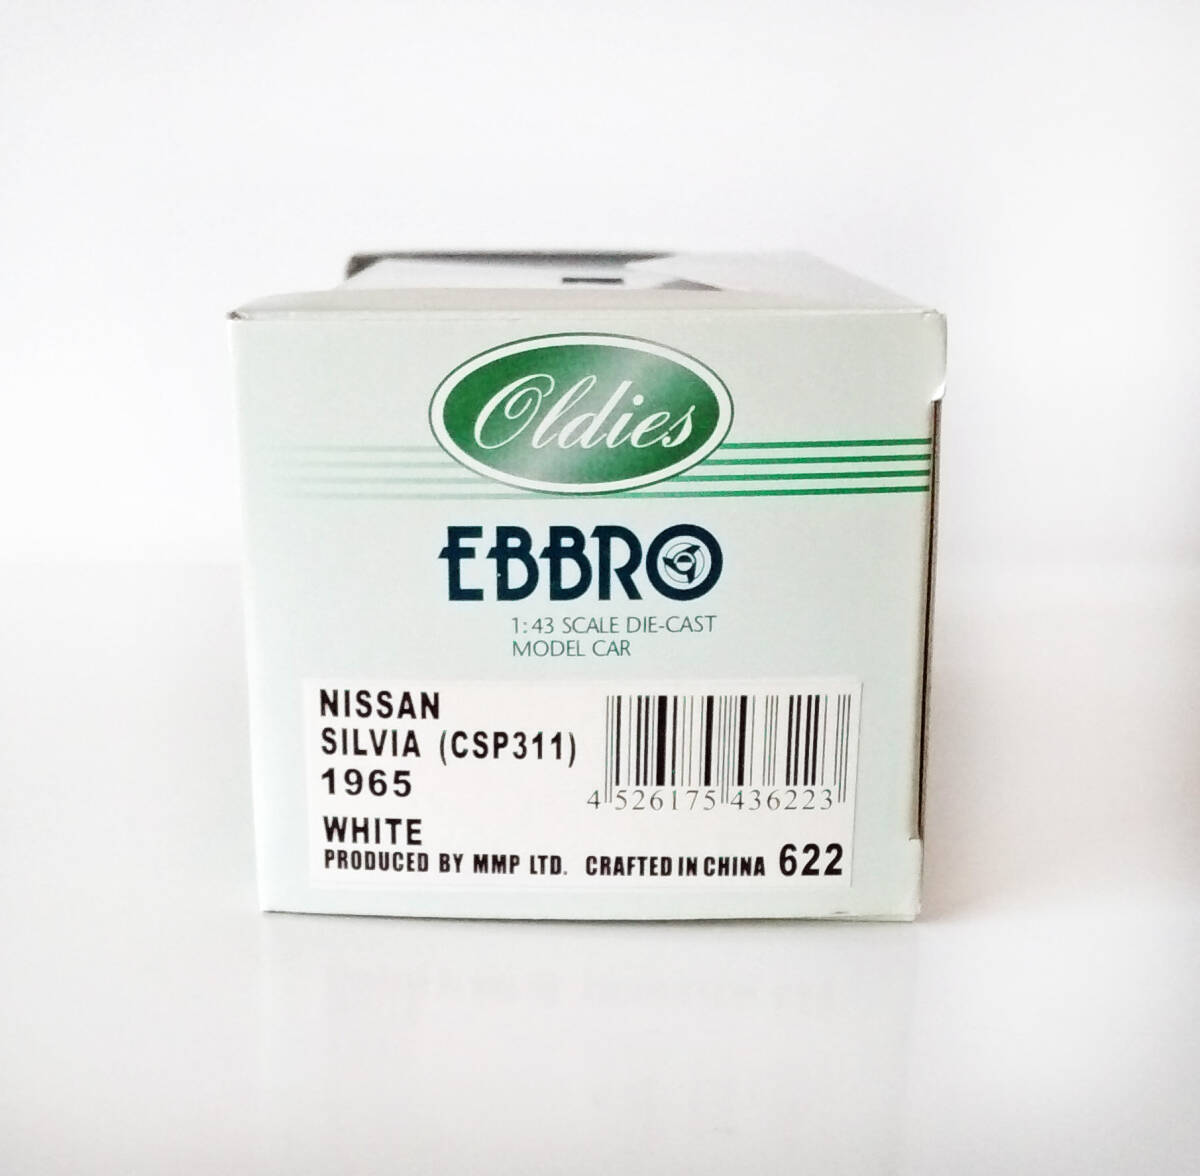 Oldies
EBBRO
1:43 SCALE DIE-CAST
MODEL CAR
NISSAN
SILVIA (CSP311)
1965
4 526175 436223
WHITE
PRODUCED BY MMP LTD. CRAFTED IN CHINA 622